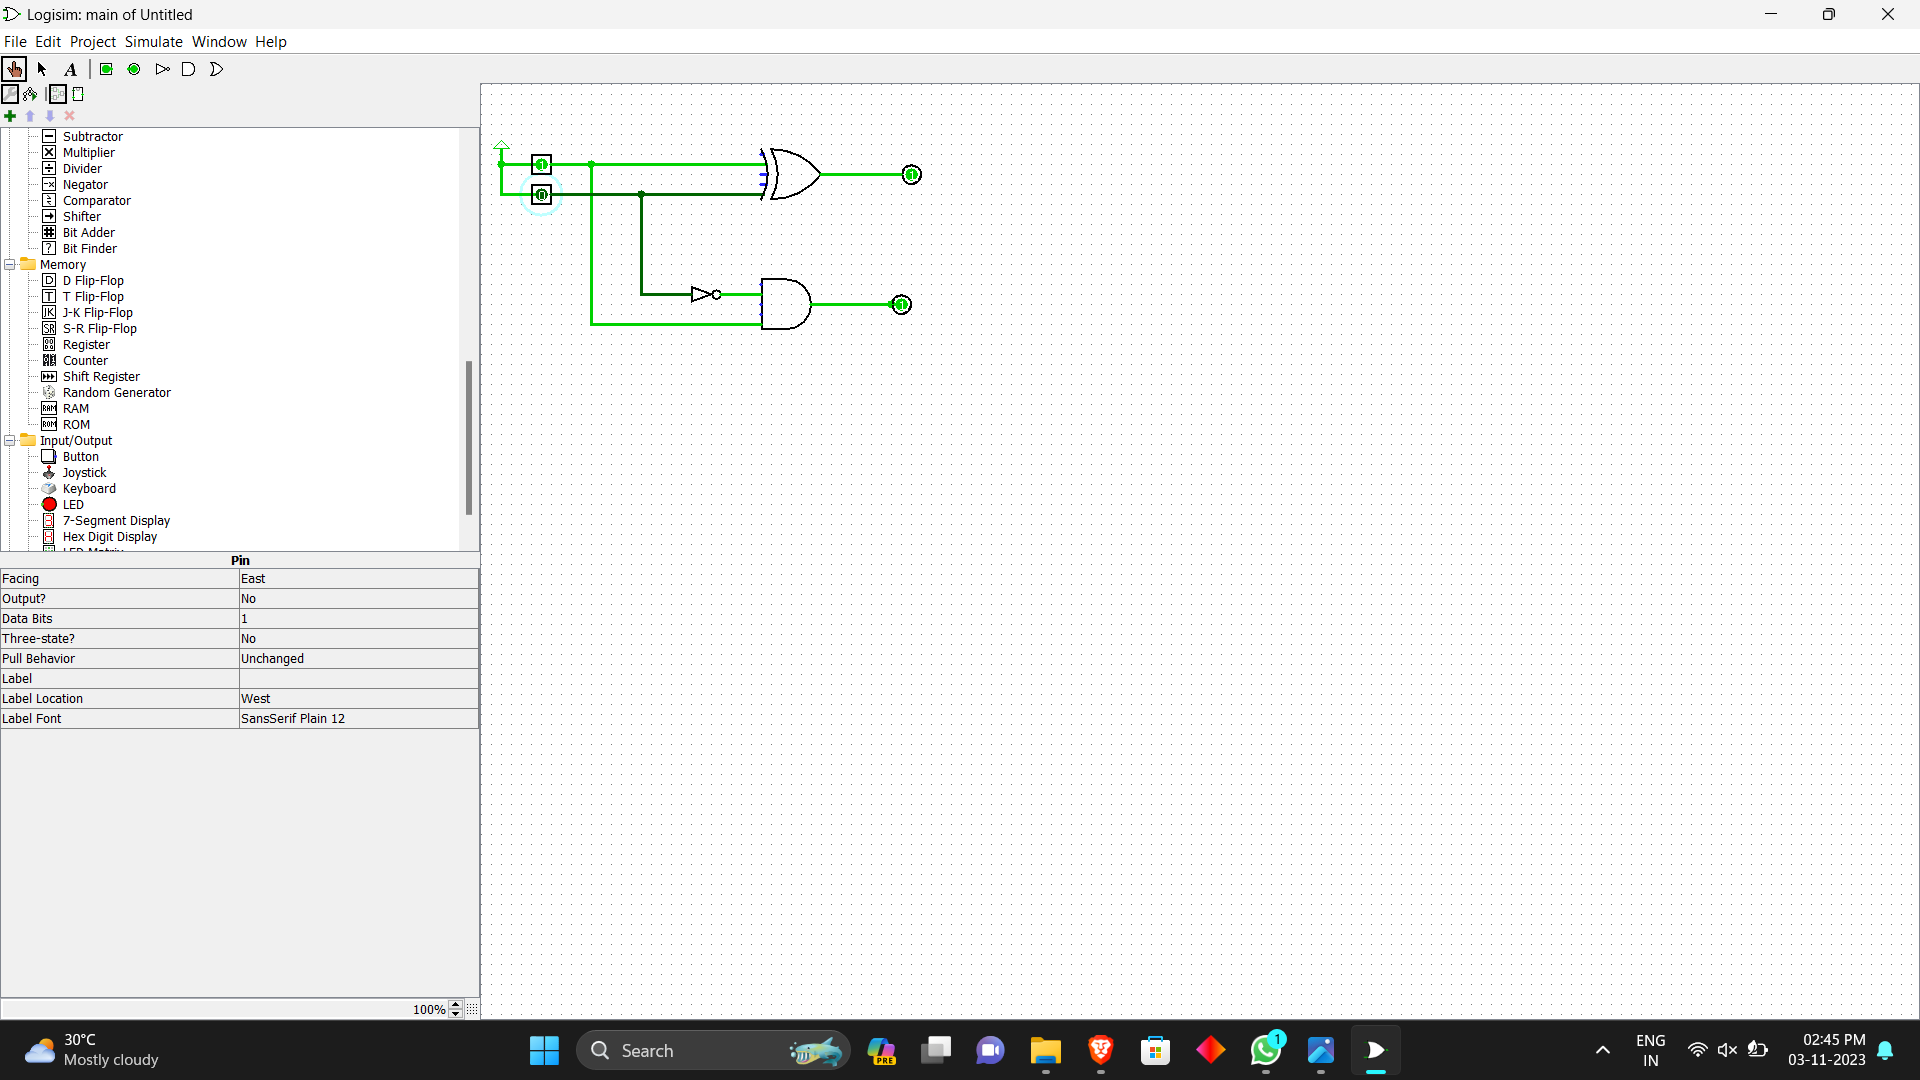 Logisim: main of Untitled
File Edit Project Simulate Window Help
A
Subtractor
Multiplier
Divider
Negator
Comparator
Shifter
Bit Adder
Bit Finder
Memory
D Flip-Flop
T Flip-Flop
J-K Flip-Flop
S-R Flip-Flop
Register
Counter
Shift Register
Random Generator
RAM
ROM
Input/Output
Button
Joystick
Keyboard
LED
7-Segment Display
Hex Digit Display
LED Matrix
Pin
Facing East
Output? No
Data Bits 1
Three-state? No
Pull Behavior Unchanged
Label
Label Location West
Label Font SansSerif Plain 12
100%
1
0
1
1
30°C
Mostly cloudy
Search
PRE
1
ENG
IN
02:45 PM
03-11-2023